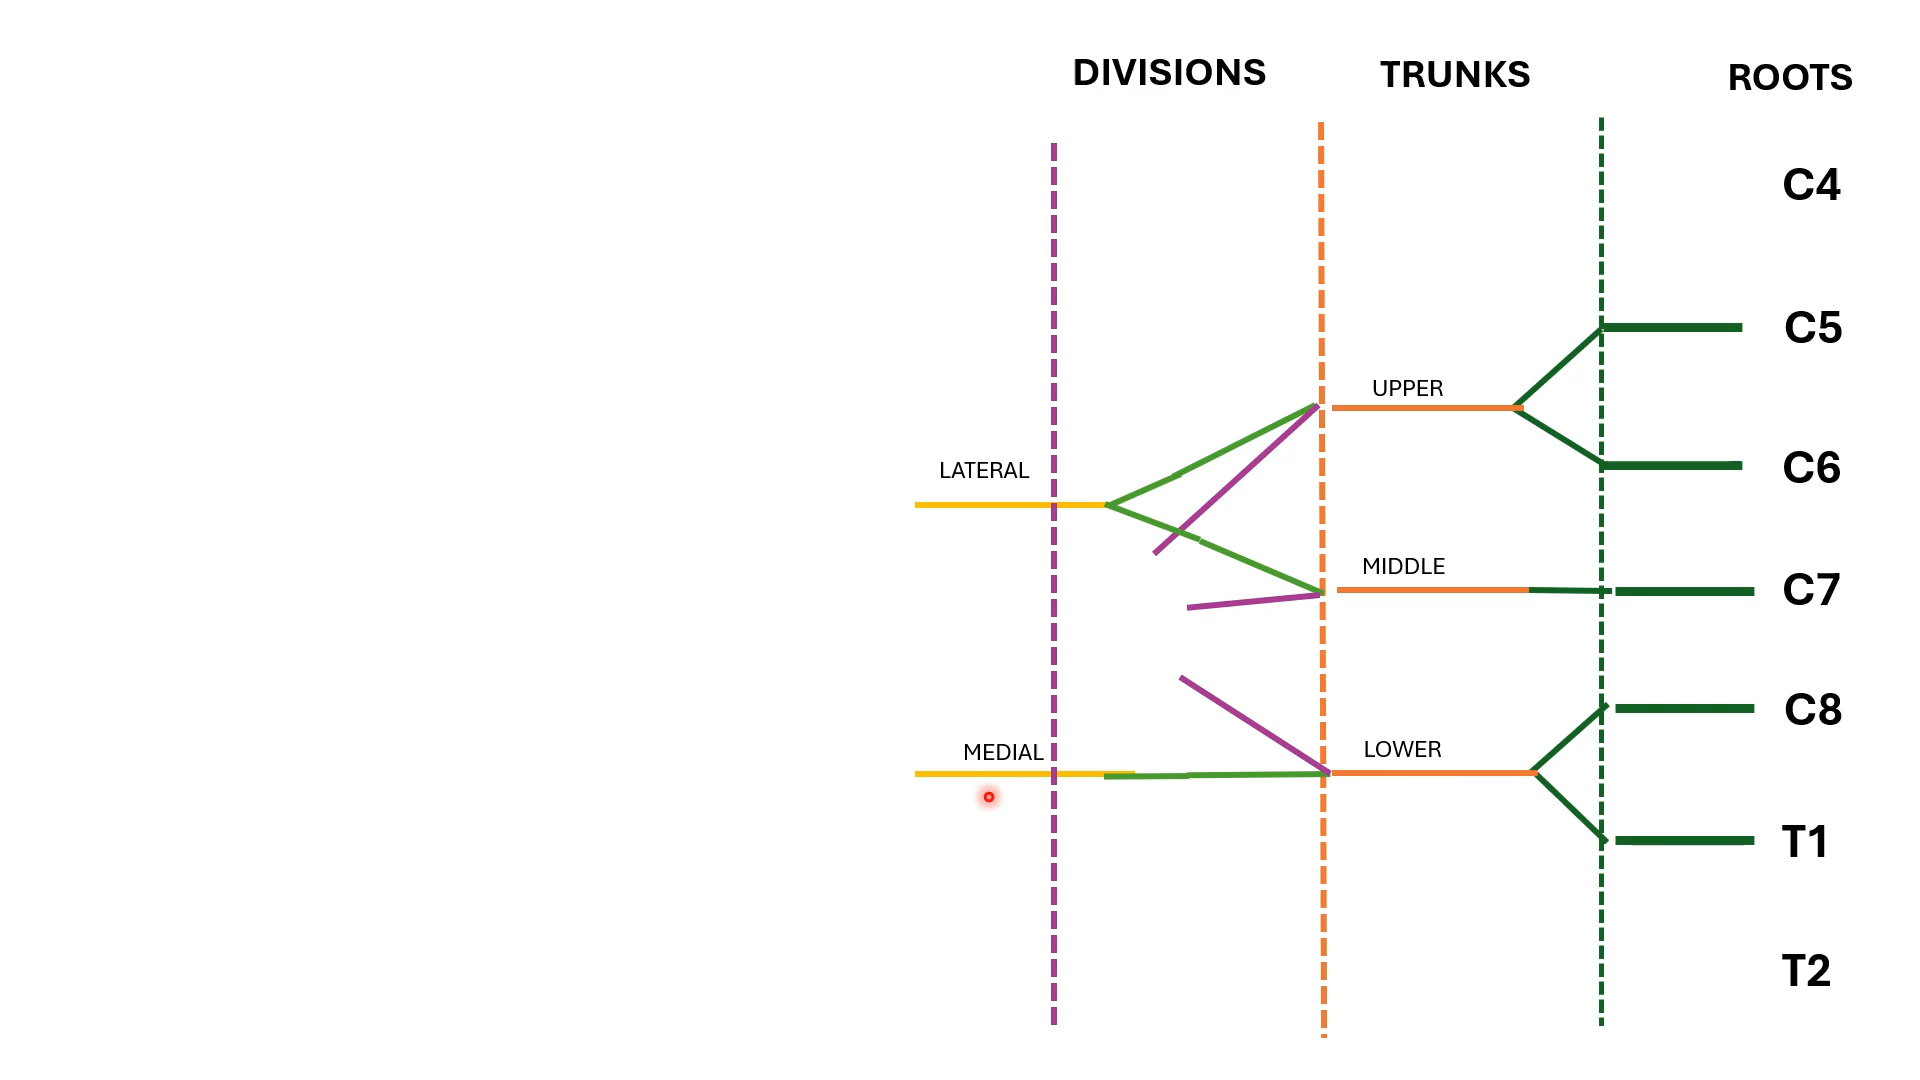 DIVISIONS
TRUNKS
ROOTS
C4
C5
UPPER
C6
LATERAL
MIDDLE
C7
C8
LOWER
MEDIAL
T1
T2